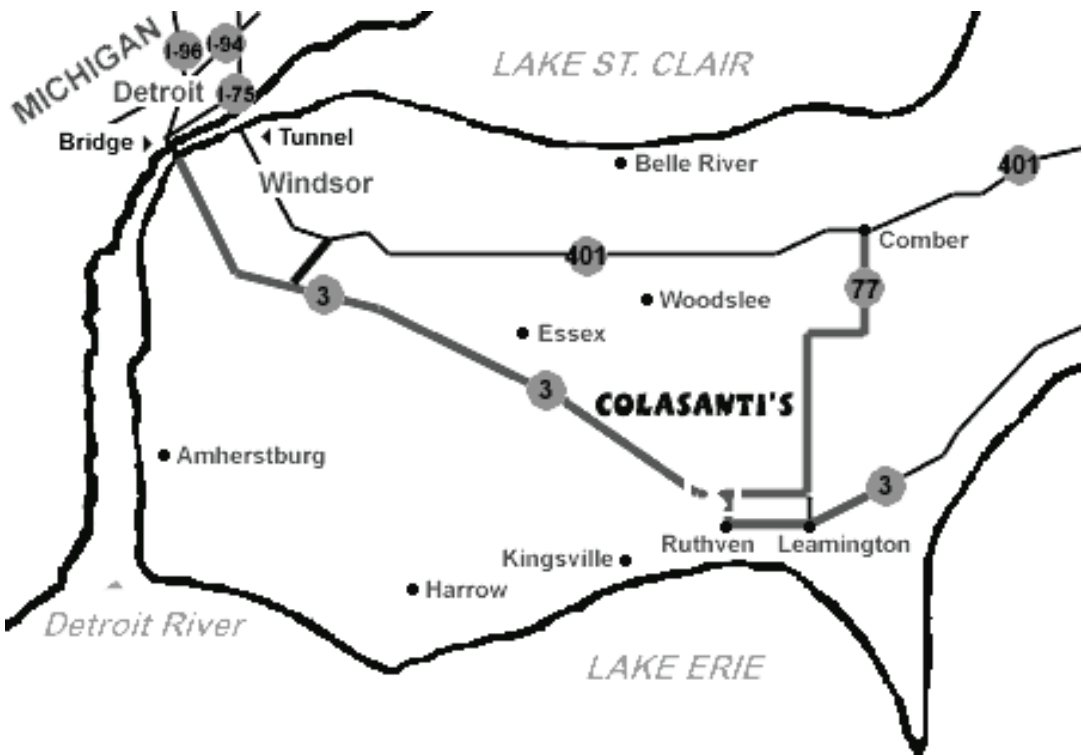 MICHIGAN
I-96
I-94
I-75
Detroit
LAKE ST. CLAIR
Bridge
Tunnel
Belle River
401
Windsor
Comber
401
77
3
Woodslee
Essex
3
COLASANTI'S
Amherstburg
3
Ruthven
Leamington
Kingsville
Harrow
Detroit River
LAKE ERIE